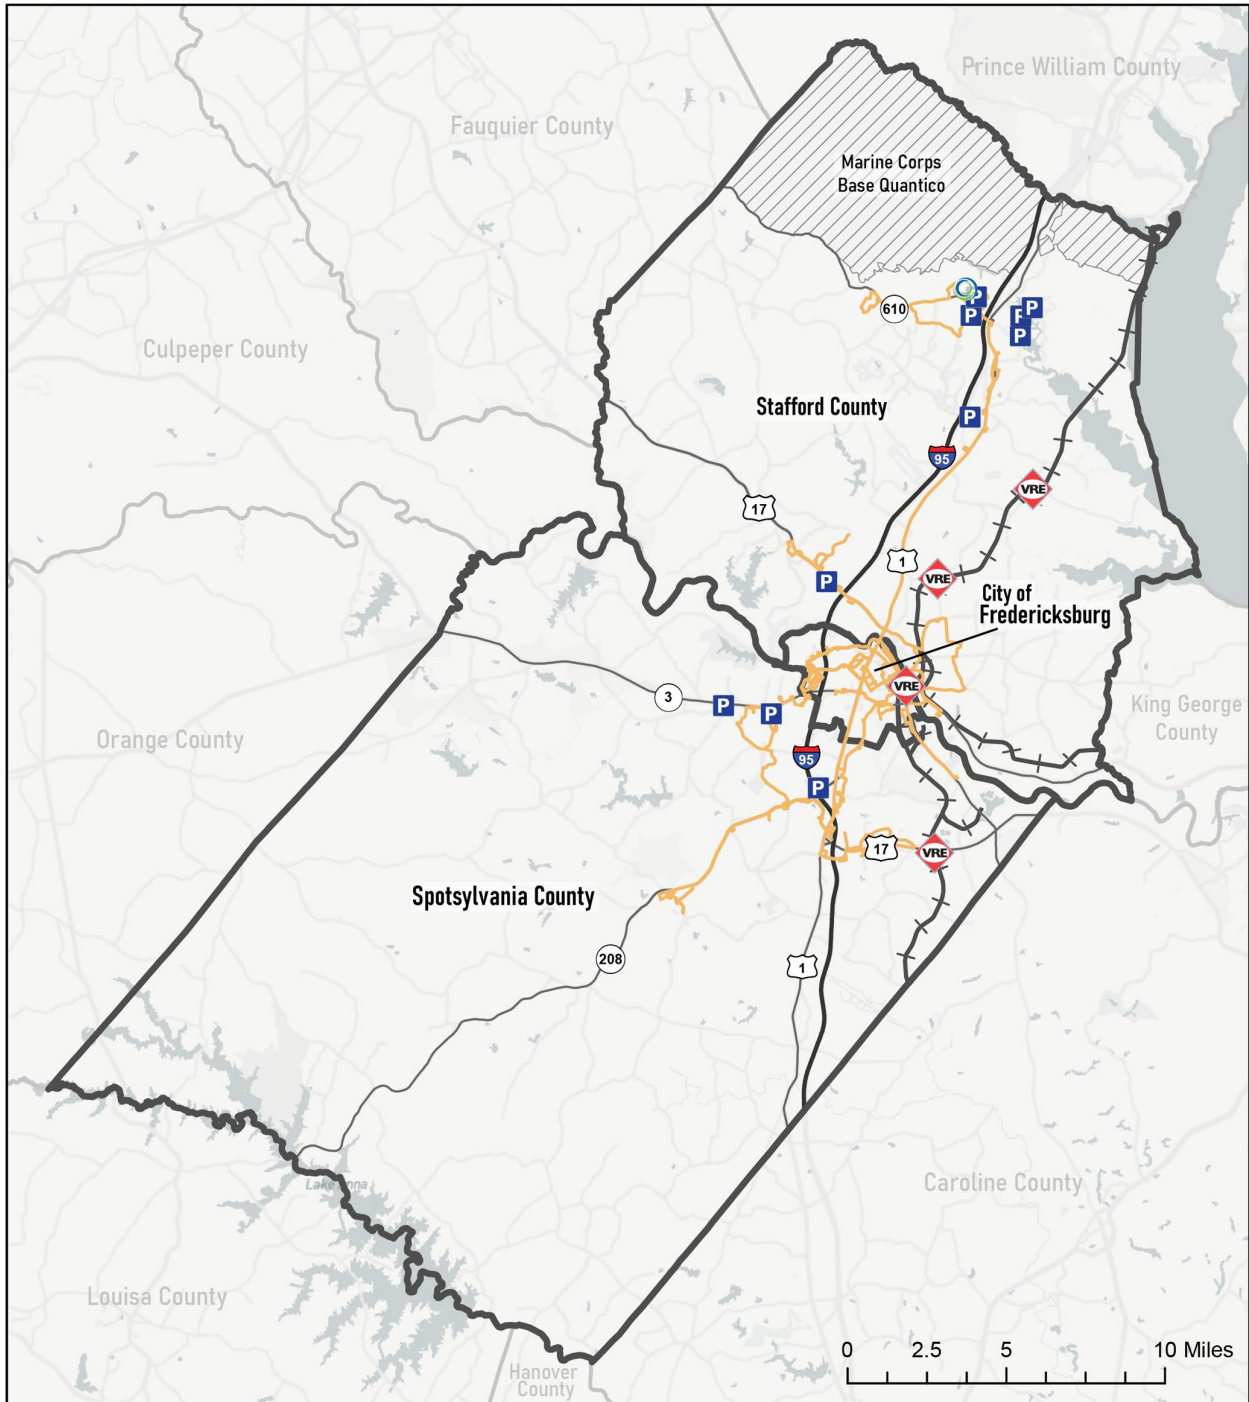 Prince William County
Fauquier County
Marine Corps
Base Quantico
P
P
610
P
P
P
Culpeper County
Stafford County
P
95
VRE
17
1
VRE
P
City of
Fredericksburg
VRE
3
P
P
King George
County
Orange County
95
P
17
VRE
Spotsylvania County
208
1
Lake Anna
Caroline County
Louisa County
0 2.5 5 10 Miles
Hanover
County